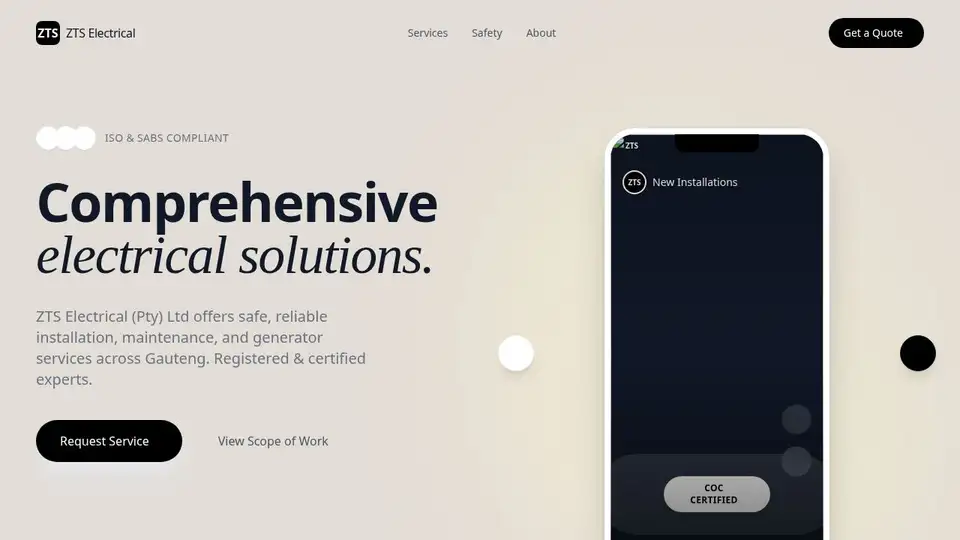 ZTS
ZTS Electrical
Services
Safety
About
Get a Quote
ISO & SABS COMPLIANT
Comprehensive
electrical solutions.
ZTS Electrical (Pty) Ltd offers safe, reliable
installation, maintenance, and generator
services across Gauteng. Registered & certified
experts.
Request Service
View Scope of Work
ZTS
ZTS
New Installations
COC
CERTIFIED